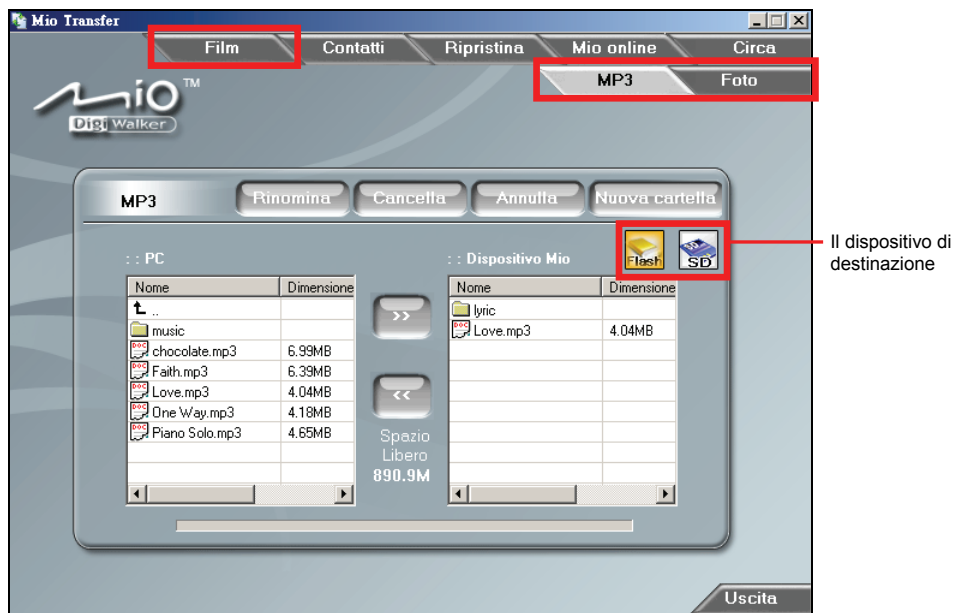 Mio Transfer
Film Contatti Ripristina Mio online Circa
MP3 Foto
Mio™
Digi Walker
MP3 Rinomina Cancella Annulla Nuova cartella
Flash SD
Il dispositivo di
destinazione
: : PC
Nome Dimensione
..
music
chocolate.mp3 6.99MB
Faith.mp3 6.39MB
Love.mp3 4.04MB
One Way.mp3 4.18MB
Piano Solo.mp3 4.65MB
>>
<<
Spazio
Libero
890.9M
: : Dispositivo Mio
Nome Dimensione
lyric
Love.mp3 4.04MB
Uscita